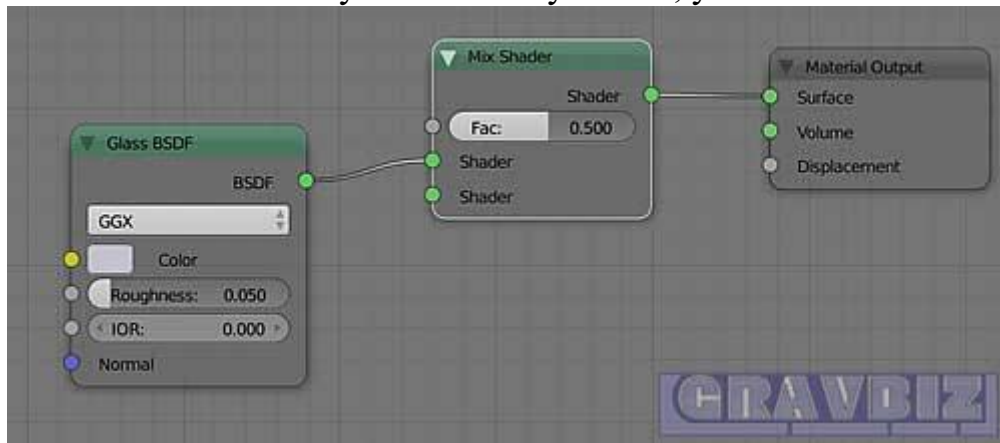 Mix Shader
Shader
Fac: 0.500
Shader
Shader
Material Output
Surface
Volume
Displacement
Glass BSDF
BSDF
GGX
Color
Roughness: 0.050
IOR: 0.000
Normal
GRAVBIZ